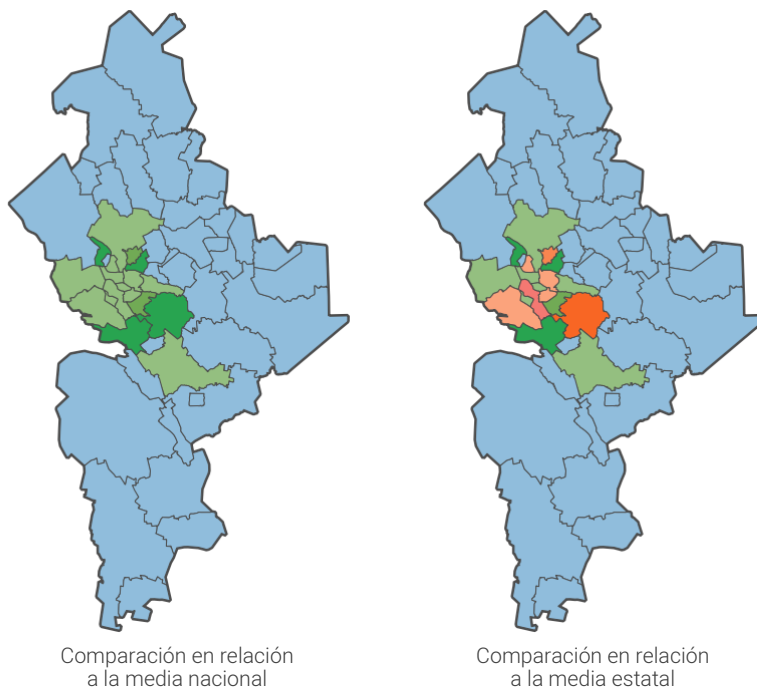 Comparación en relación
a la media nacional
Comparación en relación
a la media estatal